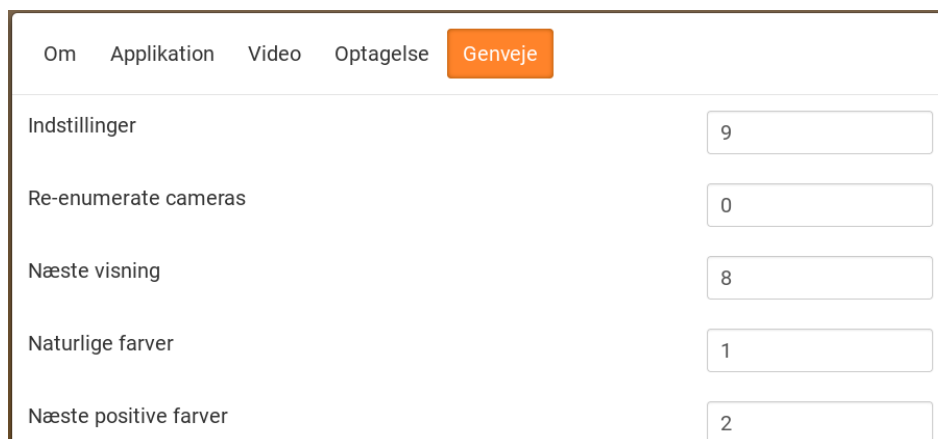 Om Applikation Video Optagelse Genveje
Indstillinger 9
Re-enumerate cameras 0
Næste visning 8
Naturlige farver 1
Næste positive farver 2